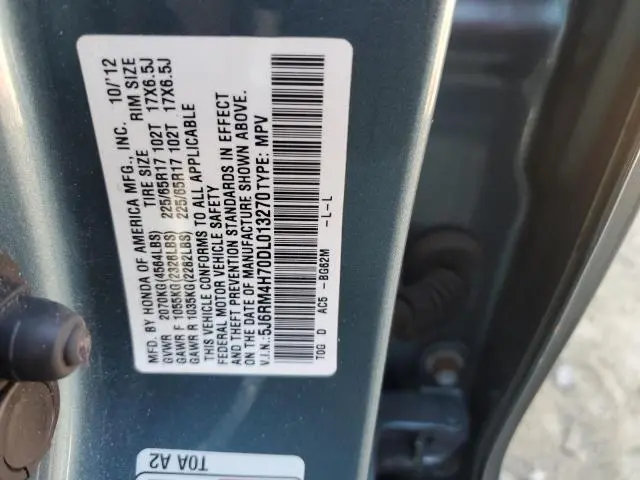 MFD. BY HONDA OF AMERICA MFG., INC. 10/'12
TIRE SIZE RIM SIZE
GVWR 2070KG(4564LBS)
GAWR F 1055KG(2326LBS) 225/65R17 102T 17X6.5J
GAWR R 1035KG(2282LBS) 225/65R17 102T 17X6.5J
THIS VEHICLE CONFORMS TO ALL APPLICABLE
FEDERAL MOTOR VEHICLE SAFETY
AND THEFT PREVENTION STANDARDS IN EFFECT
ON THE DATE OF MANUFACTURE SHOWN ABOVE.
V.I.N.:5J6RM4H70DL013270 TYPE: MPV
T0G D AC5 -BG62M -L-L
T0A A2